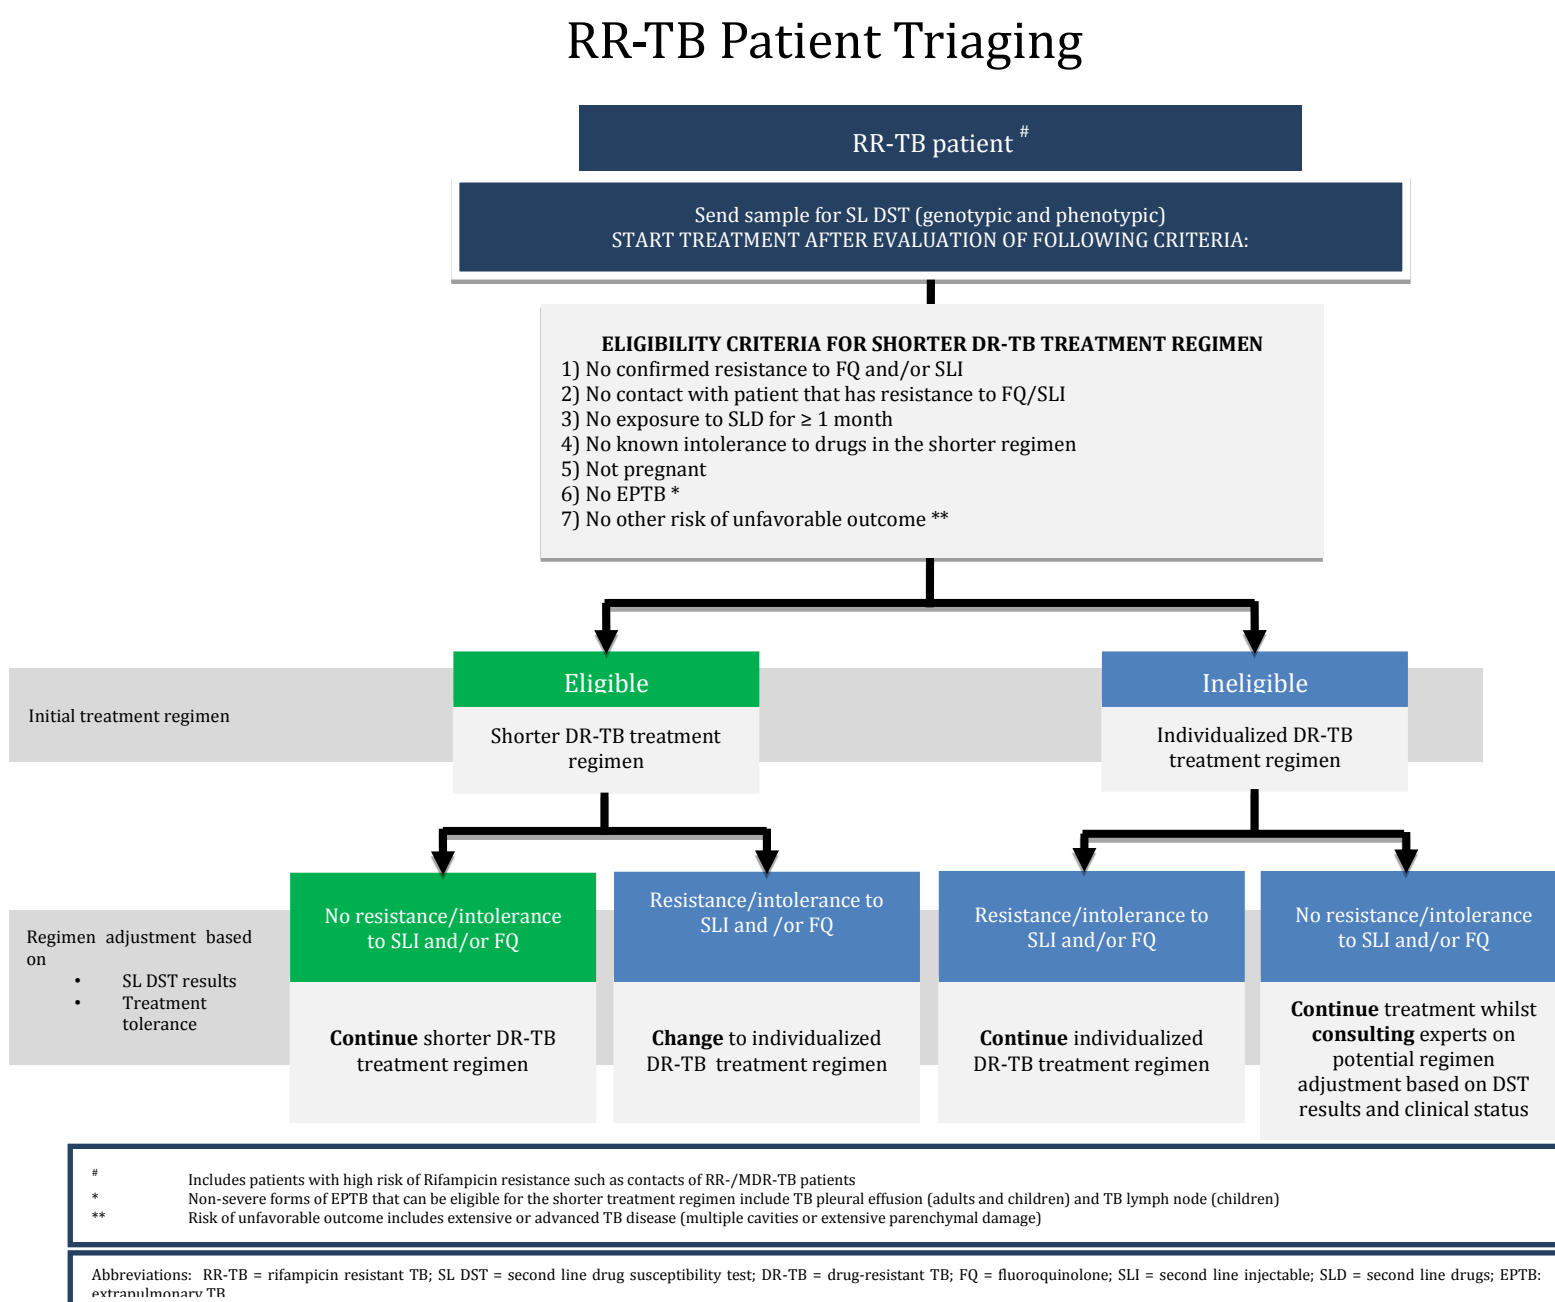 RR-TB Patient Triaging
RR-TB patient #
Send sample for SL DST (genotypic and phenotypic)
START TREATMENT AFTER EVALUATION OF FOLLOWING CRITERIA:
ELIGIBILITY CRITERIA FOR SHORTER DR-TB TREATMENT REGIMEN
1) No confirmed resistance to FQ and/or SLI
2) No contact with patient that has resistance to FQ/SLI
3) No exposure to SLD for ≥ 1 month
4) No known intolerance to drugs in the shorter regimen
5) Not pregnant
6) No EPTB *
7) No other risk of unfavorable outcome **
Initial treatment regimen
Eligible
Shorter DR-TB treatment
regimen
Ineligible
Individualized DR-TB
treatment regimen
Regimen adjustment based
on
• SL DST results
• Treatment
tolerance
No resistance/intolerance
to SLI and/or FQ
Continue shorter DR-TB
treatment regimen
Resistance/intolerance to
SLI and /or FQ
Change to individualized
DR-TB treatment regimen
Resistance/intolerance to
SLI and/or FQ
Continue individualized
DR-TB treatment regimen
No resistance/intolerance
to SLI and/or FQ
Continue treatment whilst
consulting experts on
potential regimen
adjustment based on DST
results and clinical status
# Includes patients with high risk of Rifampicin resistance such as contacts of RR-/MDR-TB patients
* Non-severe forms of EPTB that can be eligible for the shorter treatment regimen include TB pleural effusion (adults and children) and TB lymph node (children)
** Risk of unfavorable outcome includes extensive or advanced TB disease (multiple cavities or extensive parenchymal damage)
Abbreviations: RR-TB = rifampicin resistant TB; SL DST = second line drug susceptibility test; DR-TB = drug-resistant TB; FQ = fluoroquinolone; SLI = second line injectable; SLD = second line drugs; EPTB:
extrapulmonary TB